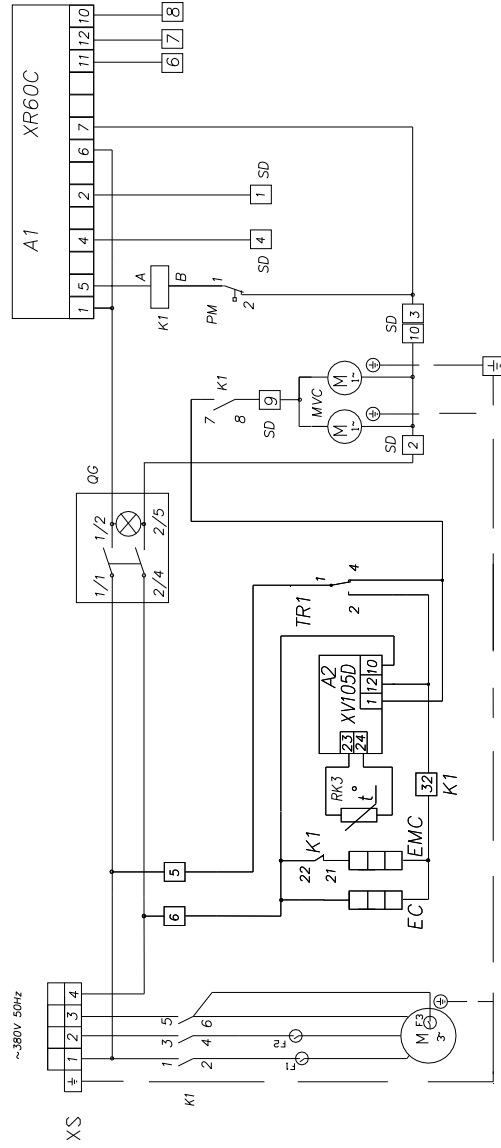 8
7
6
10
12
11
7
6
2
4
5
1
XR60C
A1
1
SD
4
SD
A
B
K1
1
2
PM
3
10
SD
K1
7
8
9
SD
MVC
M
1~
M
1~
2
SD
QG
1/2
2/5
1/1
2/4
TR1
1
4
2
A2
XV105D
10
12
1
23
24
RK3
t°
32
K1
K1
22
21
EMC
EC
5
6
~380V 50Hz
4
3
2
1
XS
5
6
3
4
1
2
K1
F2
F1
F3
M
3~